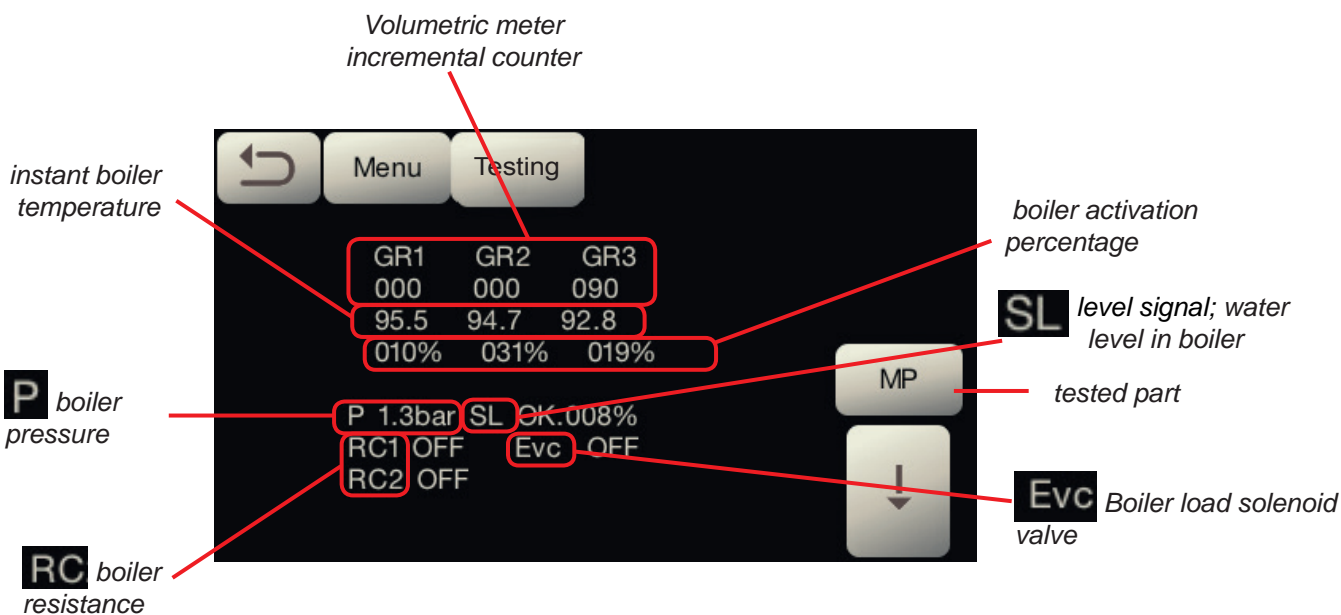 Volumetric meter
incremental counter
instant boiler
temperature
Menu Testing
boiler activation
percentage
GR1 GR2 GR3
000 000 090
95.5 94.7 92.8
010% 031% 019%
SL level signal; water
level in boiler
MP
tested part
P boiler
pressure
P 1.3bar SL OK.008%
RC1 OFF Evc OFF
RC2 OFF
Evc Boiler load solenoid
valve
RC boiler
resistance